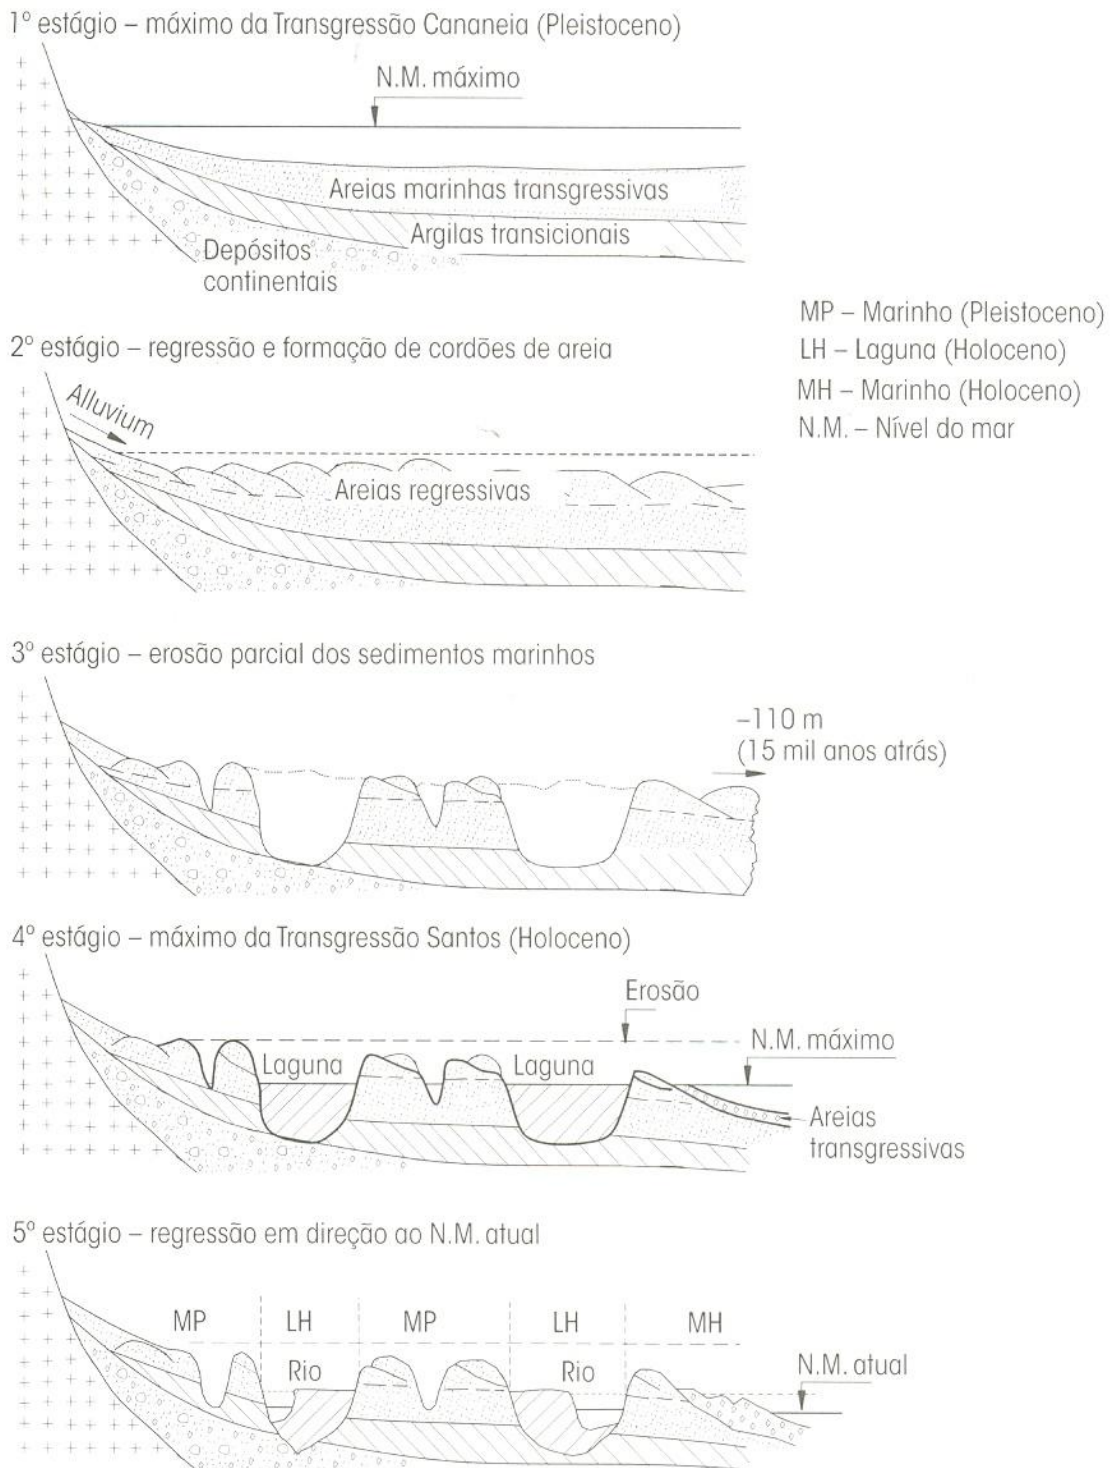 1º estágio – máximo da Transgressão Cananeia (Pleistoceno)
N.M. máximo
Areias marinhas transgressivas
Argilas transicionais
Depósitos
continentais
MP – Marinho (Pleistoceno)
LH – Laguna (Holoceno)
MH – Marinho (Holoceno)
N.M. – Nível do mar
2º estágio – regressão e formação de cordões de areia
Alluvium
Areias regressivas
3º estágio – erosão parcial dos sedimentos marinhos
–110 m
(15 mil anos atrás)
4º estágio – máximo da Transgressão Santos (Holoceno)
Erosão
N.M. máximo
Laguna
Laguna
Areias
transgressivas
5º estágio – regressão em direção ao N.M. atual
MP LH MP LH MH
Rio Rio
N.M. atual